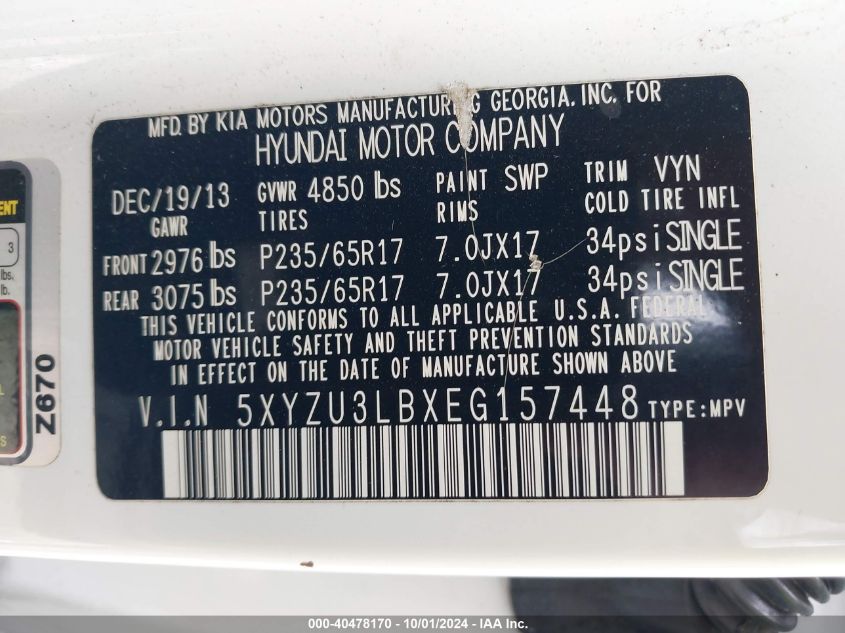 MFD. BY KIA MOTORS MANUFACTURING GEORGIA. INC. FOR
HYUNDAI MOTOR COMPANY
DEC/19/13 GVWR 4850 lbs PAINT SWP TRIM VYN
GAWR TIRES RIMS COLD TIRE INFL
FRONT 2976 lbs P235/65R17 7.0JX17 34psi SINGLE
REAR 3075 lbs P235/65R17 7.0JX17 34psi SINGLE
THIS VEHICLE CONFORMS TO ALL APPLICABLE U.S.A. FEDERAL
MOTOR VEHICLE SAFETY AND THEFT PREVENTION STANDARDS
IN EFFECT ON THE DATE OF MANUFACTURE SHOWN ABOVE
V.I.N 5XYZU3LBXEG157448 TYPE:MPV
3
lbs.
lb.
Z670
000-40478170 - 10/01/2024 - IAA Inc.